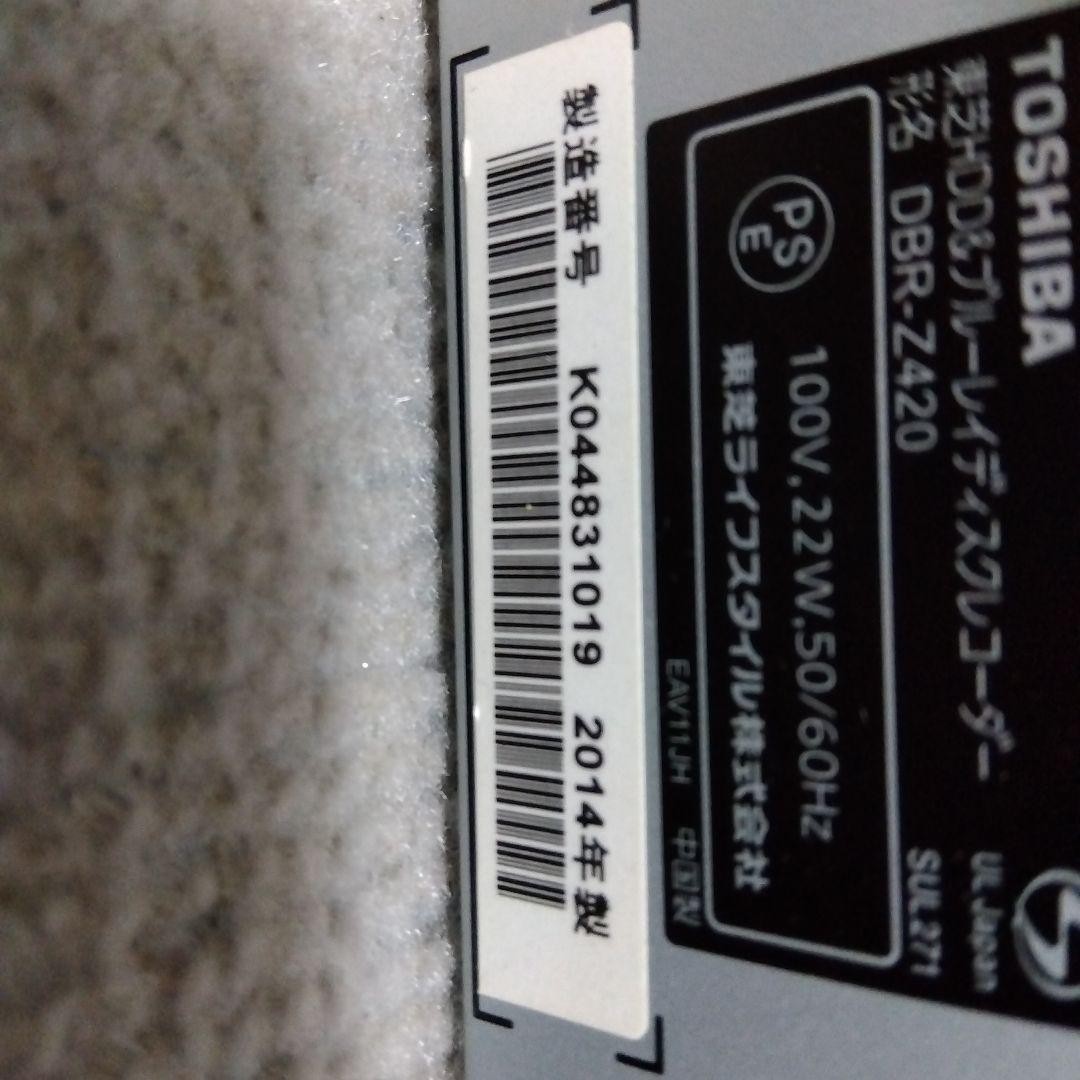 TOSHIBA
東芝HDD&ブルーレイディスクレコーダー
形名 DBR-Z420
UL Japan
SUL271
PS
E
100V,22W,50/60Hz
東芝ライフスタイル株式会社
EAV11JH 中国製
製造番号 K044831019 2014年製